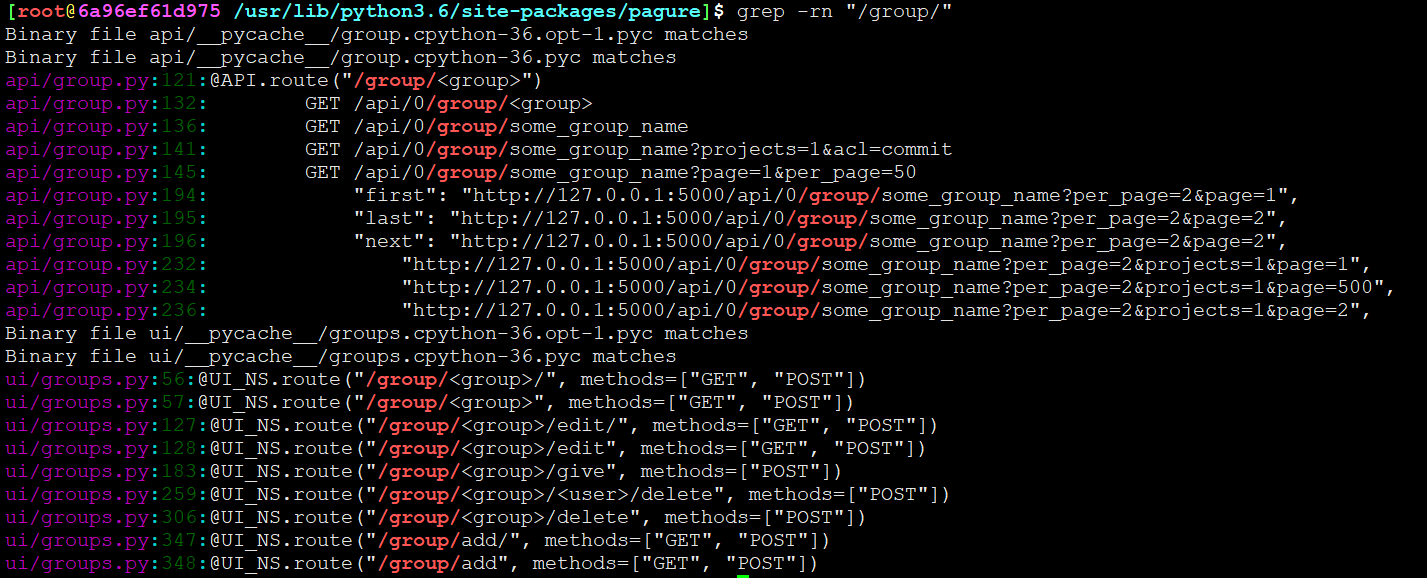 [root@6a96ef61d975 /usr/lib/python3.6/site-packages/pagure]$ grep -rn "/group/"
Binary file api/__pycache__/group.cpython-36.opt-1.pyc matches
Binary file api/__pycache__/group.cpython-36.pyc matches
api/group.py:121:@API.route("/group/<group>")
api/group.py:132:        GET /api/0/group/<group>
api/group.py:136:        GET /api/0/group/some_group_name
api/group.py:141:        GET /api/0/group/some_group_name?projects=1&acl=commit
api/group.py:145:        GET /api/0/group/some_group_name?page=1&per_page=50
api/group.py:194:            "first": "http://127.0.0.1:5000/api/0/group/some_group_name?per_page=2&page=1",
api/group.py:195:            "last": "http://127.0.0.1:5000/api/0/group/some_group_name?per_page=2&page=2",
api/group.py:196:            "next": "http://127.0.0.1:5000/api/0/group/some_group_name?per_page=2&page=2",
api/group.py:232:                "http://127.0.0.1:5000/api/0/group/some_group_name?per_page=2&projects=1&page=1",
api/group.py:234:                "http://127.0.0.1:5000/api/0/group/some_group_name?per_page=2&projects=1&page=500",
api/group.py:236:                "http://127.0.0.1:5000/api/0/group/some_group_name?per_page=2&projects=1&page=2",
Binary file ui/__pycache__/groups.cpython-36.opt-1.pyc matches
Binary file ui/__pycache__/groups.cpython-36.pyc matches
ui/groups.py:56:@UI_NS.route("/group/<group>/", methods=["GET", "POST"])
ui/groups.py:57:@UI_NS.route("/group/<group>", methods=["GET", "POST"])
ui/groups.py:127:@UI_NS.route("/group/<group>/edit/", methods=["GET", "POST"])
ui/groups.py:128:@UI_NS.route("/group/<group>/edit", methods=["GET", "POST"])
ui/groups.py:183:@UI_NS.route("/group/<group>/give", methods=["POST"])
ui/groups.py:259:@UI_NS.route("/group/<group>/<user>/delete", methods=["POST"])
ui/groups.py:306:@UI_NS.route("/group/<group>/delete", methods=["POST"])
ui/groups.py:347:@UI_NS.route("/group/add/", methods=["GET", "POST"])
ui/groups.py:348:@UI_NS.route("/group/add", methods=["GET", "POST"])